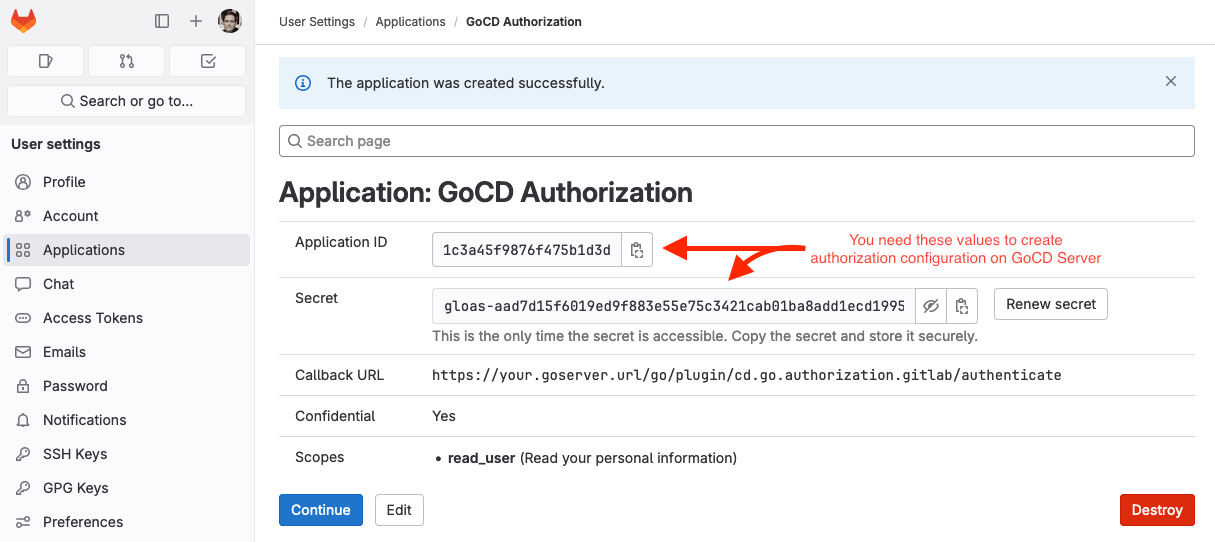 User Settings / Applications / GoCD Authorization
The application was created successfully.
Search or go to...
Search page
User settings
Profile
Account
Applications
Chat
Access Tokens
Emails
Password
Notifications
SSH Keys
GPG Keys
Preferences
Application: GoCD Authorization
Application ID
1c3a45f9876f475b1d3d
You need these values to create
authorization configuration on GoCD Server
Secret
gloas-aad7d15f6019ed9f883e55e75c3421cab01ba8add1ecd1995
Renew secret
This is the only time the secret is accessible. Copy the secret and store it securely.
Callback URL
https://your.goserver.url/go/plugin/cd.go.authorization.gitlab/authenticate
Confidential
Yes
Scopes
• read_user (Read your personal information)
Continue
Edit
Destroy